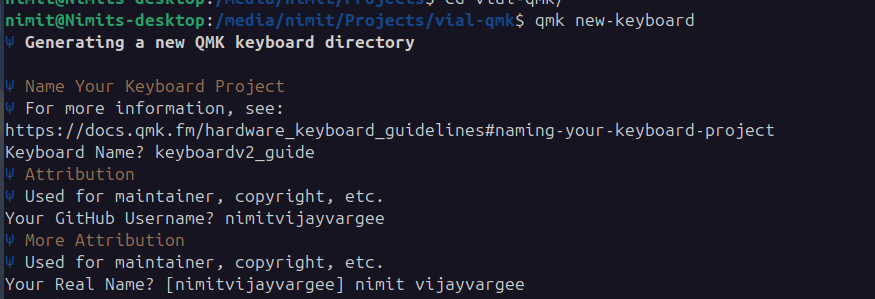 nimit@Nimits-desktop:/media/nimit/Projects$ cd vial-qmk/
nimit@Nimits-desktop:/media/nimit/Projects/vial-qmk$ qmk new-keyboard
Ψ Generating a new QMK keyboard directory
Ψ Name Your Keyboard Project
Ψ For more information, see:
https://docs.qmk.fm/hardware_keyboard_guidelines#naming-your-keyboard-project
Keyboard Name? keyboardv2_guide
Ψ Attribution
Ψ Used for maintainer, copyright, etc.
Your GitHub Username? nimitvijayvargee
Ψ More Attribution
Ψ Used for maintainer, copyright, etc.
Your Real Name? [nimitvijayvargee] nimit vijayvargee